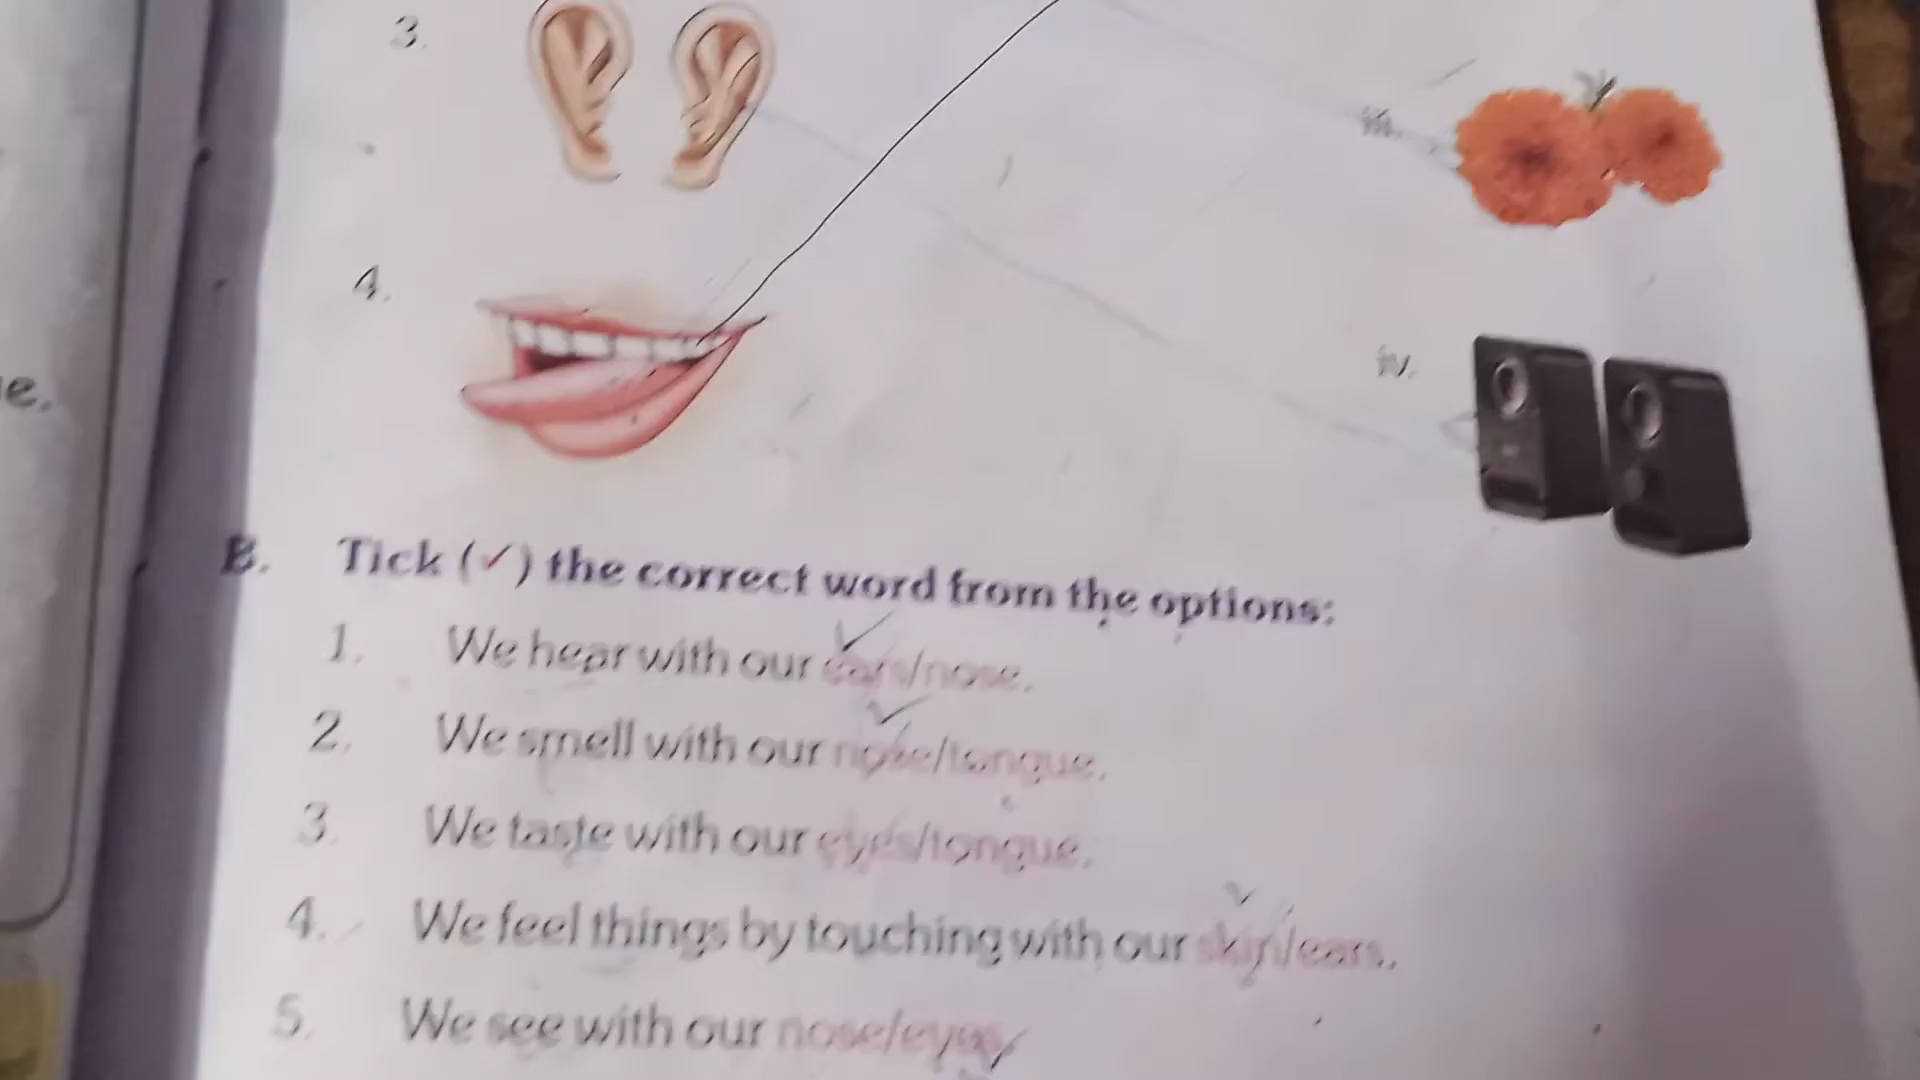 3.
iii.
4.
iv.
e.
B. Tick (✓) the correct word from the options:
1. We hear with our ears/nose.
2. We smell with our nose/tongue.
3. We taste with our eyes/tongue.
4. We feel things by touching with our skin/ears.
5. We see with our nose/eyes